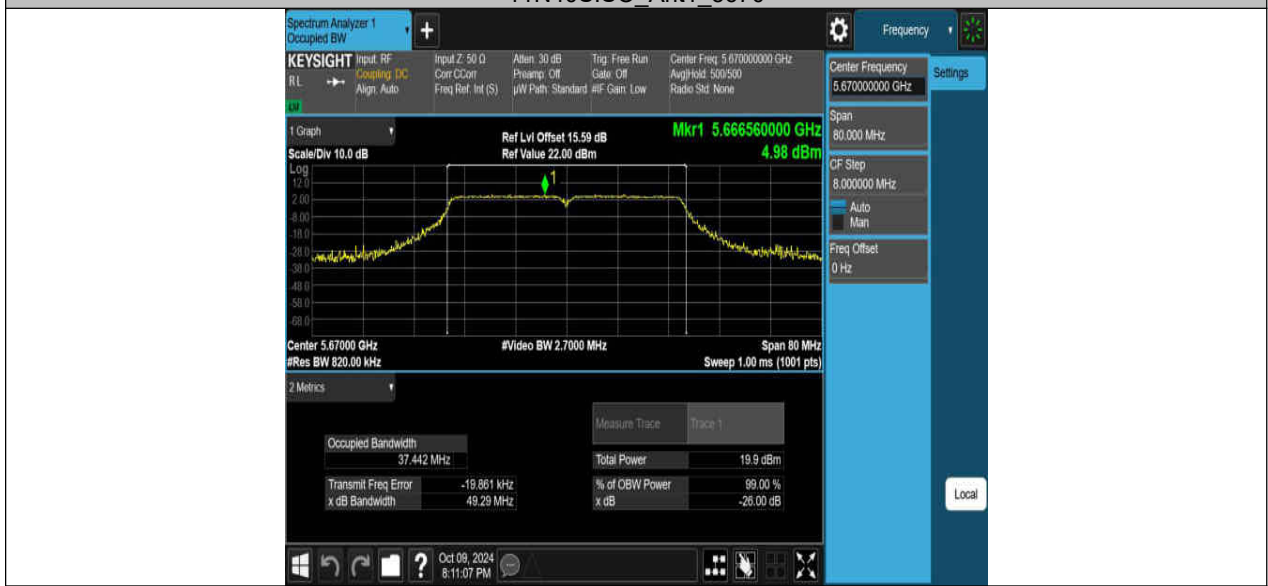 Spectrum Analyzer 1
Occupied BW
+
Frequency
KEYSIGHT
Input: RF
Coupling: DC
Align: Auto
RL
Input Z: 50 Ω
Corr CCorr
Freq Ref: Int (S)
Atten: 30 dB
Preamp: Off
µW Path: Standard
Trig: Free Run
Gate: Off
#IF Gain: Low
Center Freq: 5.670000000 GHz
Avg|Hold: 500/500
Radio Std: None
Center Frequency
5.670000000 GHz
Settings
Span
80.000 MHz
CF Step
8.000000 MHz
Auto
Man
Freq Offset
0 Hz
1 Graph
Ref Lvl Offset 15.59 dB
Mkr1 5.666560000 GHz
Scale/Div 10.0 dB
Ref Value 22.00 dBm
4.98 dBm
Log
12.0
2.00
-8.00
-18.0
-28.0
-38.0
-48.0
-58.0
-68.0
1
Center 5.67000 GHz
#Video BW 2.7000 MHz
Span 80 MHz
#Res BW 820.00 kHz
Sweep 1.00 ms (1001 pts)
2 Metrics
Measure Trace
Trace 1
Occupied Bandwidth
37.442 MHz
Total Power
19.9 dBm
Transmit Freq Error
-19.861 kHz
% of OBW Power
99.00 %
x dB Bandwidth
49.29 MHz
x dB
-26.00 dB
Local
?
Oct 09, 2024
8:11:07 PM